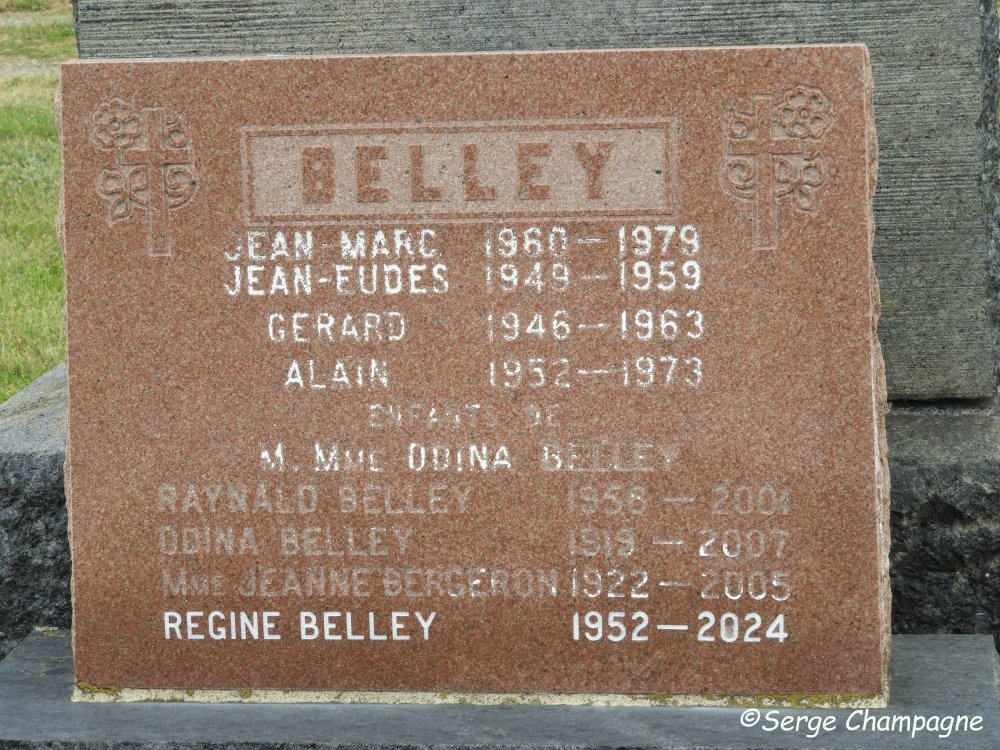 BELLEY
JEAN-MARC 1960 – 1979
JEAN-EUDES 1949 – 1959
GERARD 1946 – 1963
ALAIN 1952 – 1973
ENFANTS DE
M. MME ODINA BELLEY
RAYNALD BELLEY 1958 – 2001
ODINA BELLEY 1919 – 2007
MME JEANNE BERGERON 1922 – 2005
REGINE BELLEY 1952 – 2024
©Serge Champagne